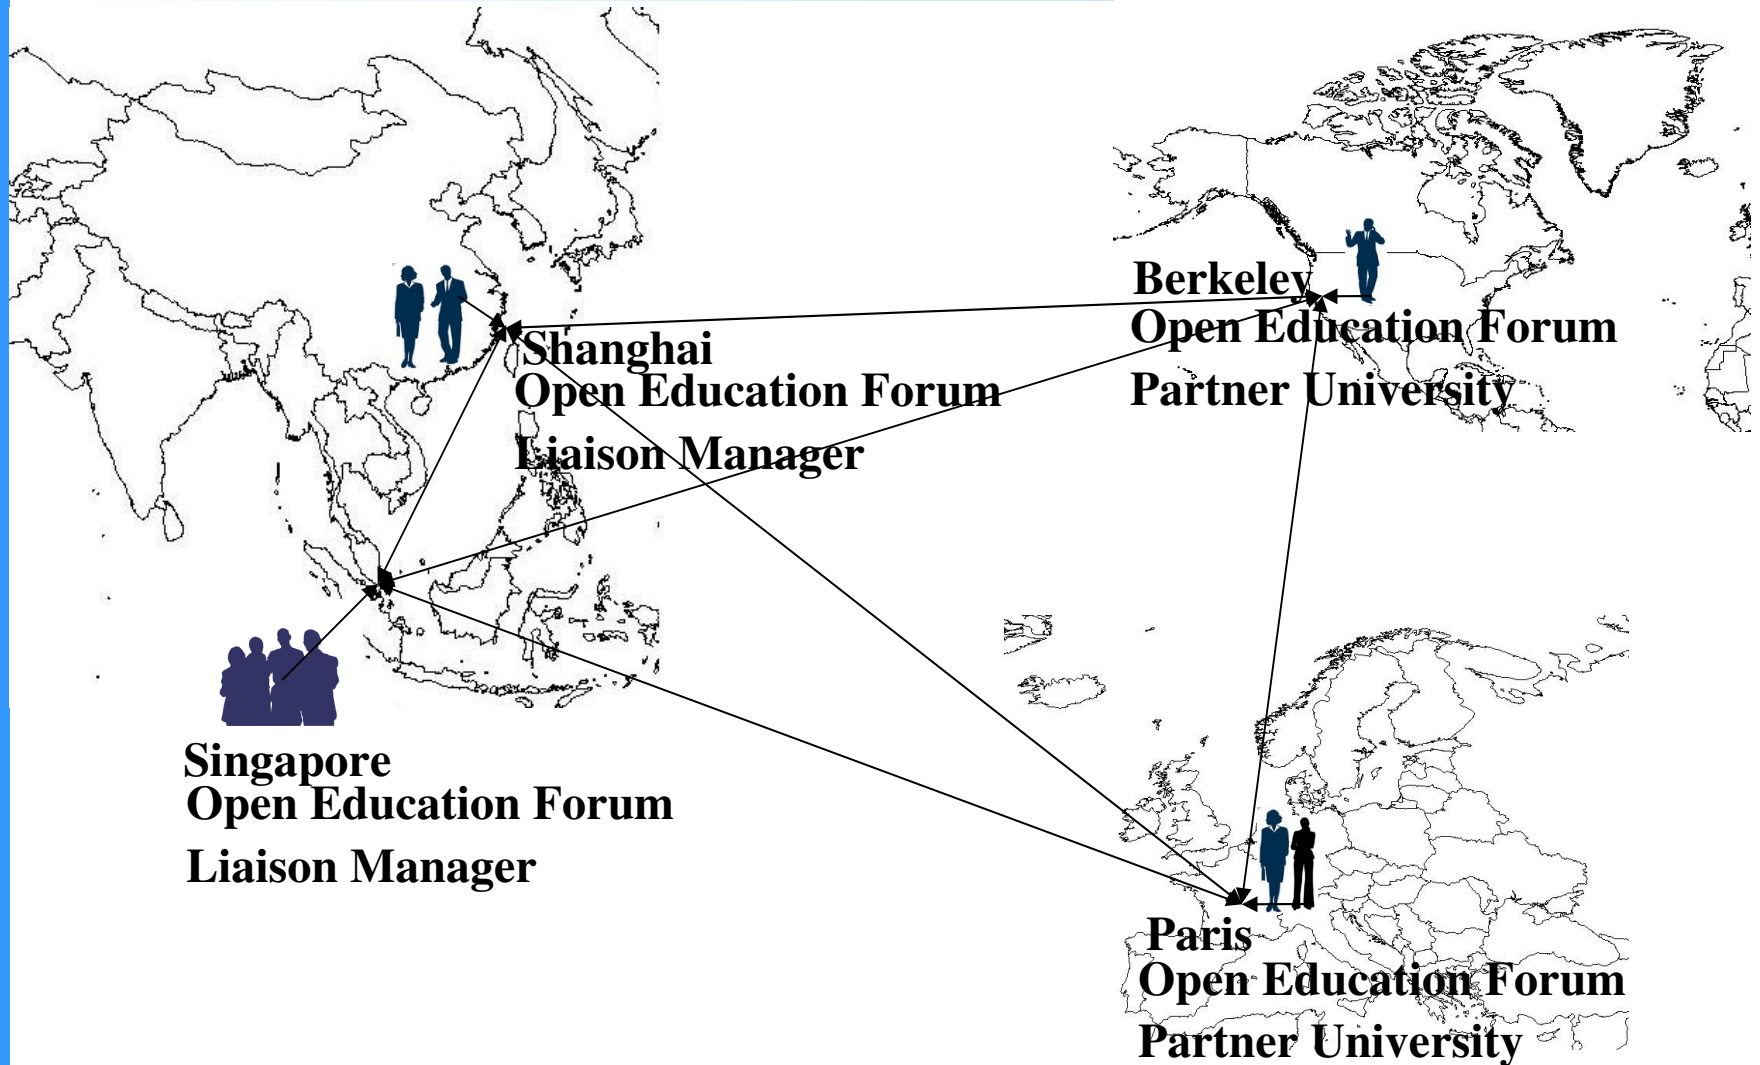 Shanghai
Open Education Forum
Liaison Manager
Berkeley
Open Education Forum
Partner University
Singapore
Open Education Forum
Liaison Manager
Paris
Open Education Forum
Partner University